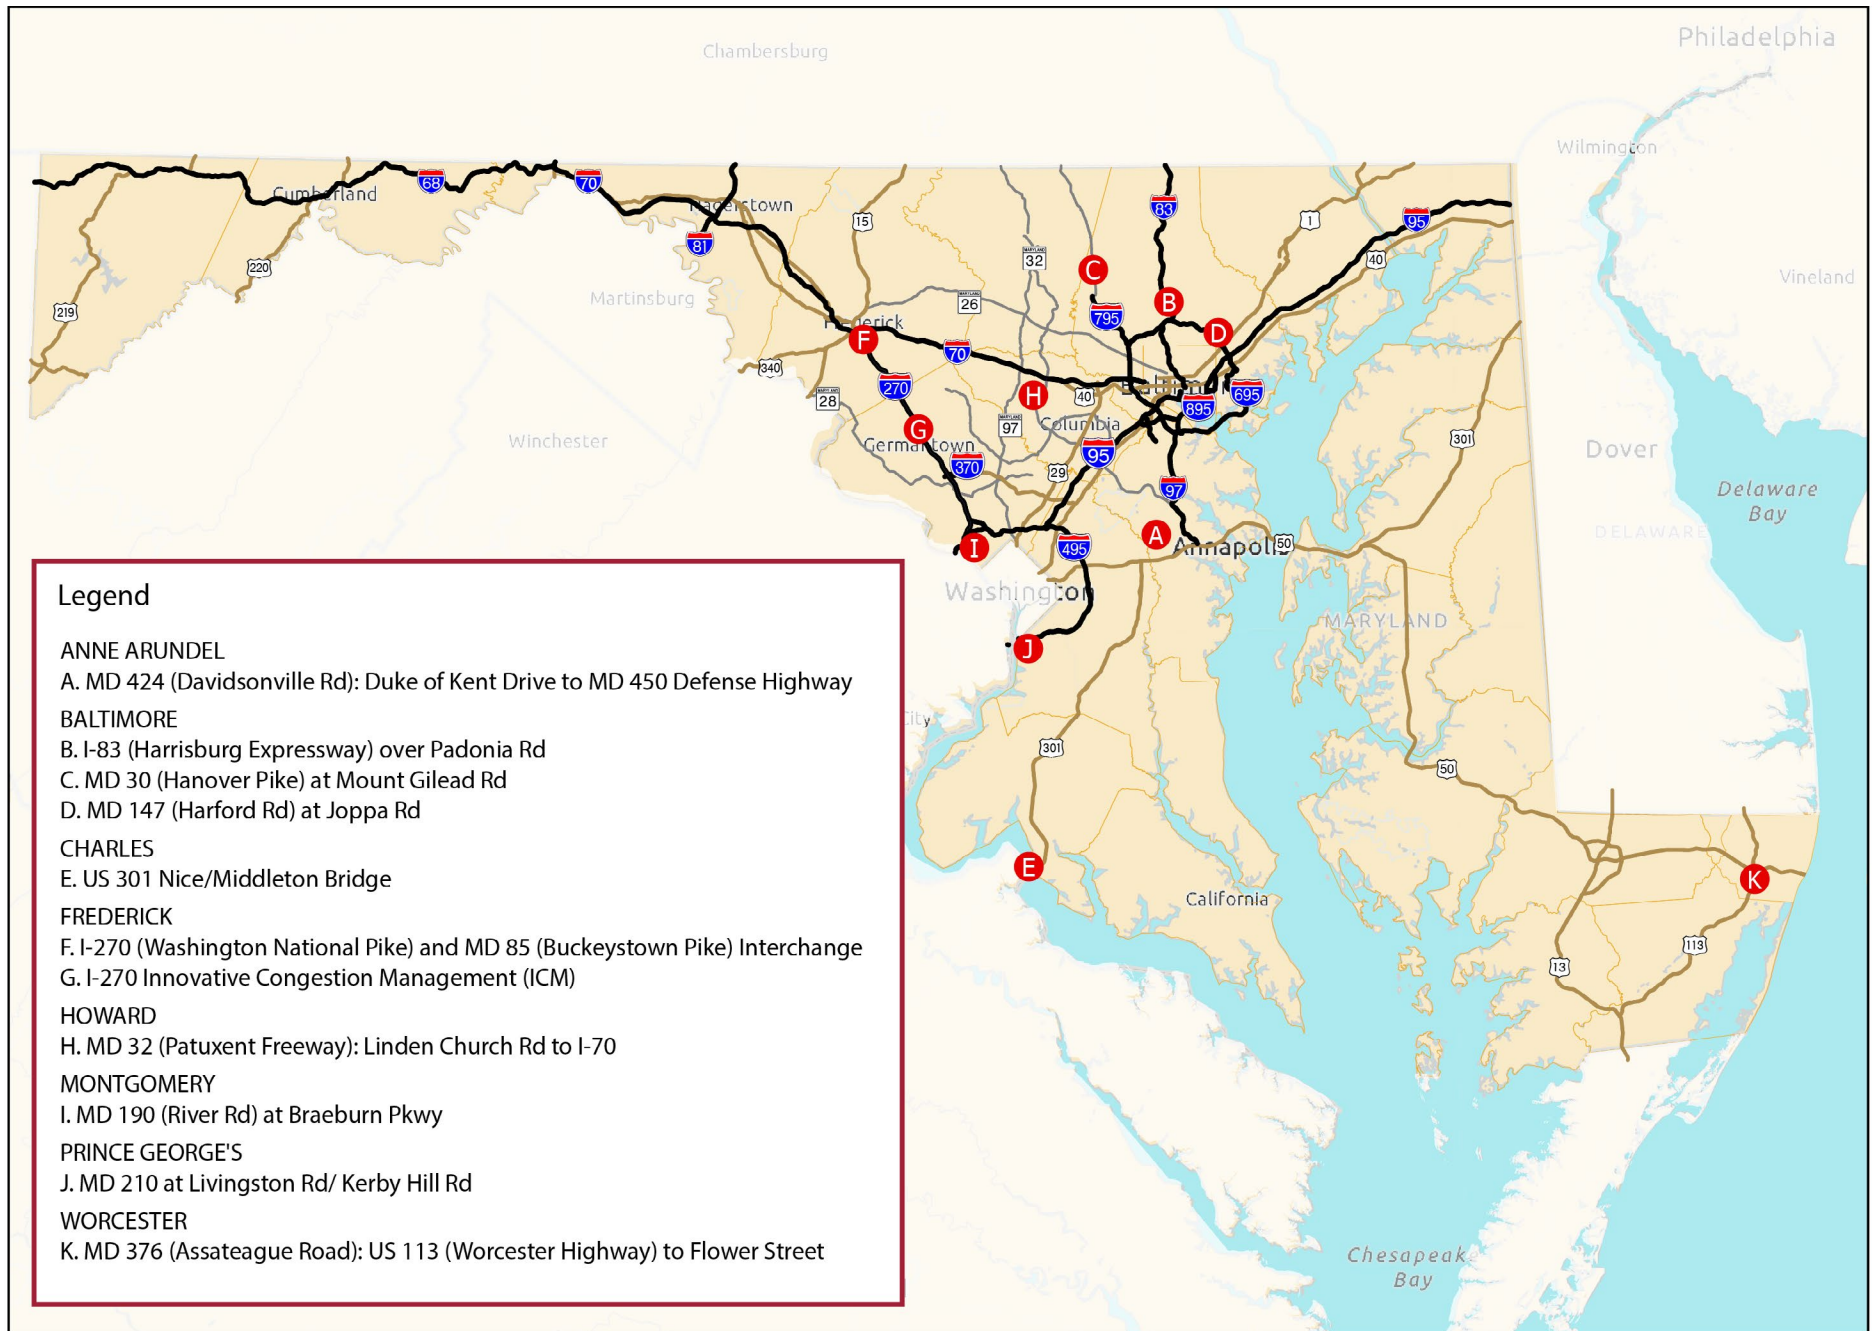 Philadelphia
Chambersburg
Wilmington
68
70
Cumberland
Hagerstown
83
15
1
95
81
32
40
220
Vineland
Martinsburg
26
C
B
219
795
Frederick
D
F
70
340
270
H
40
Baltimore
695
28
895
97
Columbia
G
Germantown
Winchester
301
Dover
95
370
29
97
Delaware
Bay
DELAWARE
A
I
495
Annapolis
50
Washington
MARYLAND
J
City
301
50
E
California
K
113
13
Chesapeake
Bay
Legend
ANNE ARUNDEL
A. MD 424 (Davidsonville Rd): Duke of Kent Drive to MD 450 Defense Highway
BALTIMORE
B. I-83 (Harrisburg Expressway) over Padonia Rd
C. MD 30 (Hanover Pike) at Mount Gilead Rd
D. MD 147 (Harford Rd) at Joppa Rd
CHARLES
E. US 301 Nice/Middleton Bridge
FREDERICK
F. I-270 (Washington National Pike) and MD 85 (Buckeystown Pike) Interchange
G. I-270 Innovative Congestion Management (ICM)
HOWARD
H. MD 32 (Patuxent Freeway): Linden Church Rd to I-70
MONTGOMERY
I. MD 190 (River Rd) at Braeburn Pkwy
PRINCE GEORGE'S
J. MD 210 at Livingston Rd/ Kerby Hill Rd
WORCESTER
K. MD 376 (Assateague Road): US 113 (Worcester Highway) to Flower Street